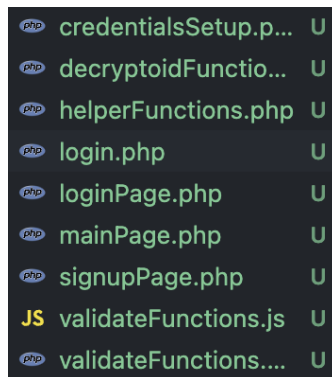 php credentialsSetup.p... U
php decryptoidFunctio... U
php helperFunctions.php U
php login.php U
php loginPage.php U
php mainPage.php U
php signupPage.php U
JS validateFunctions.js U
php validateFunctions.... U